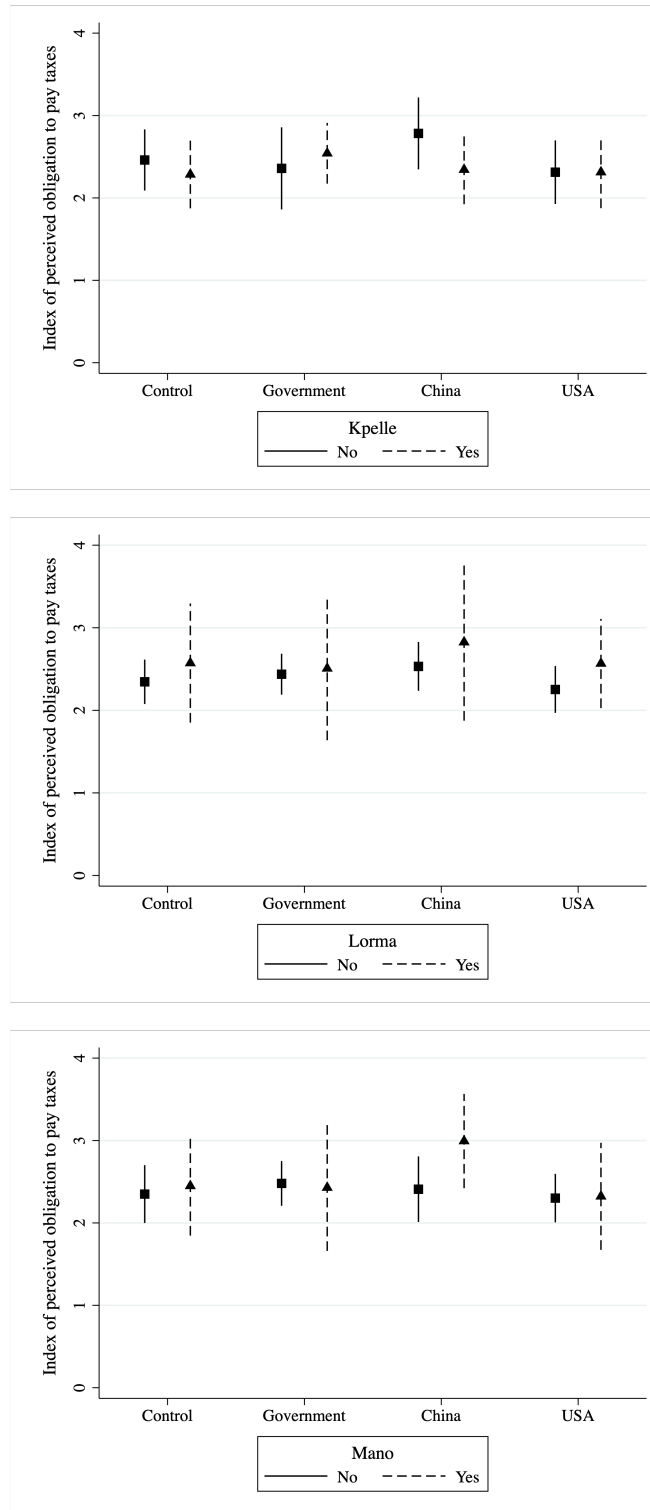 Index of perceived obligation to pay taxes
4
3
2
1
0
Control Government China USA
Kpelle
No Yes
Index of perceived obligation to pay taxes
4
3
2
1
0
Control Government China USA
Lorma
No Yes
Index of perceived obligation to pay taxes
4
3
2
1
0
Control Government China USA
Mano
No Yes